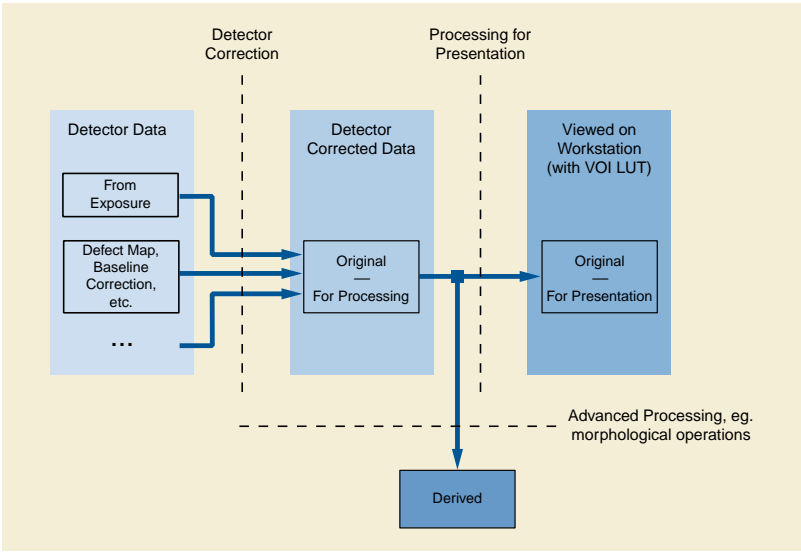 Detector
Correction
Processing for
Presentation
Detector Data
From
Exposure
Defect Map,
Baseline
Correction,
etc.
...
Detector
Corrected Data
Original
—
For Processing
Viewed on
Workstation
(with VOI LUT)
Original
—
For Presentation
Advanced Processing, eg.
morphological operations
Derived